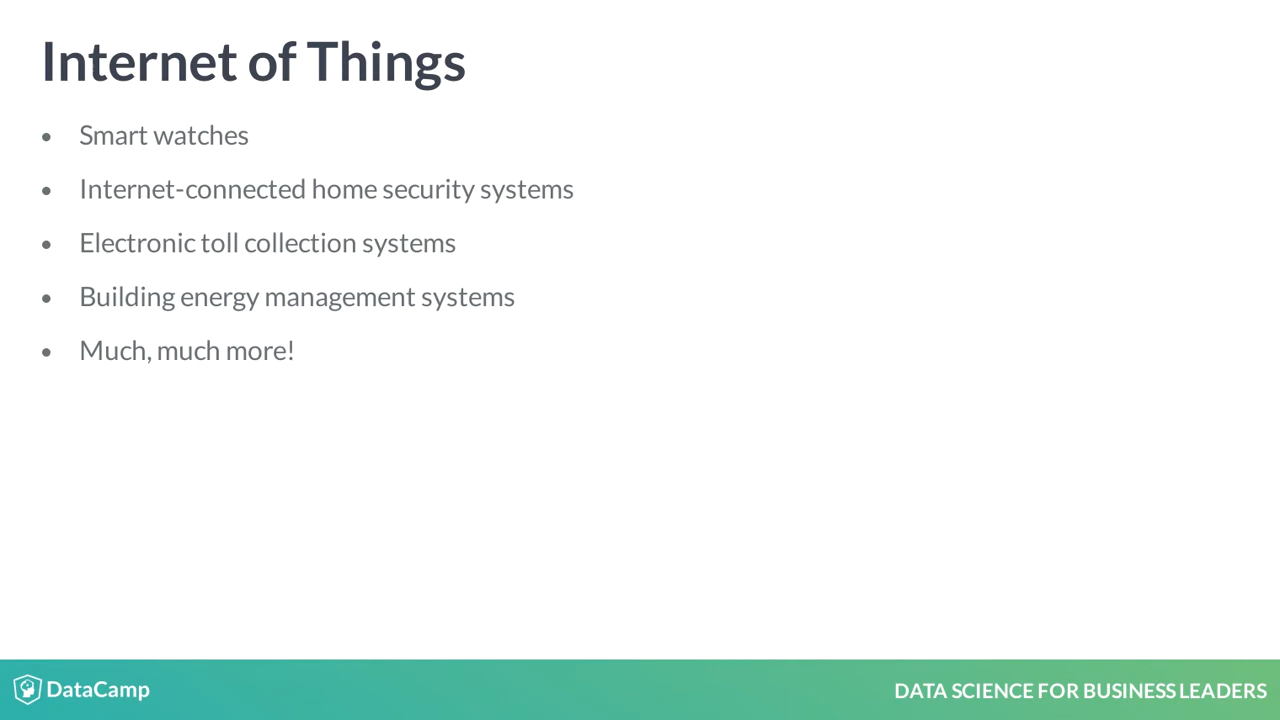 Internet of Things
• Smart watches
• Internet-connected home security systems
• Electronic toll collection systems
• Building energy management systems
• Much, much more!
DataCamp
DATA SCIENCE FOR BUSINESS LEADERS